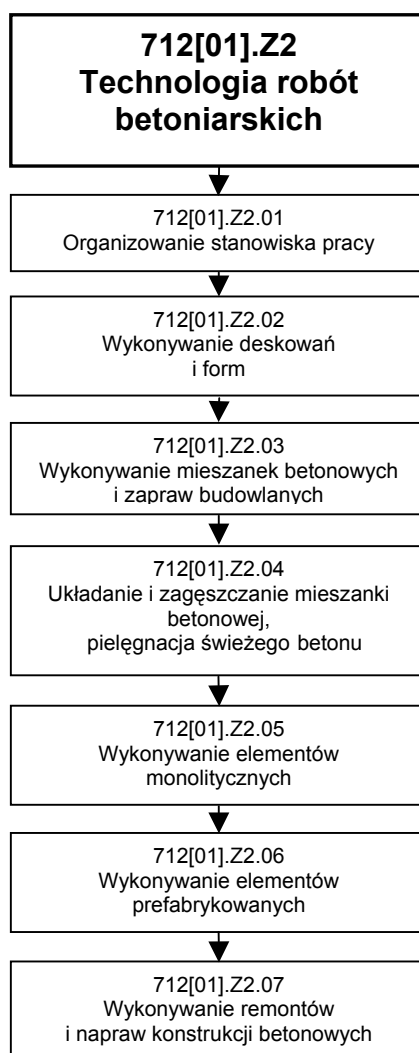 712[01].Z2
Technologia robót
betoniarskich
712[01].Z2.01
Organizowanie stanowiska pracy
712[01].Z2.02
Wykonywanie deskowań
i form
712[01].Z2.03
Wykonywanie mieszanek betonowych
i zapraw budowlanych
712[01].Z2.04
Układanie i zagęszczanie mieszanki
betonowej,
pielęgnacja świeżego betonu
712[01].Z2.05
Wykonywanie elementów
monolitycznych
712[01].Z2.06
Wykonywanie elementów
prefabrykowanych
712[01].Z2.07
Wykonywanie remontów
i napraw konstrukcji betonowych